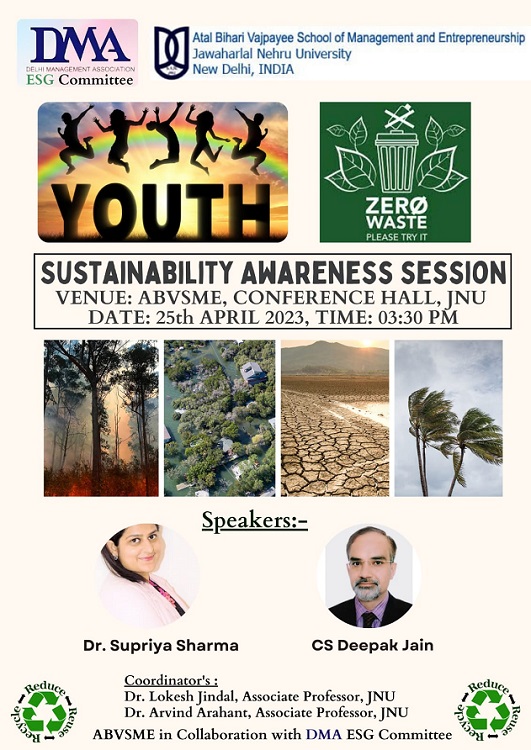 DMA
DELHI MANAGEMENT ASSOCIATION
ESG Committee
Atal Bihari Vajpayee School of Management and Entrepreneurship
Jawaharlal Nehru University
New Delhi, INDIA
YOUTH
ZERØ
WASTE
PLEASE TRY IT
SUSTAINABILITY AWARENESS SESSION
VENUE: ABVSME, CONFERENCE HALL, JNU
DATE: 25th APRIL 2023, TIME: 03:30 PM
Speakers:-
Dr. Supriya Sharma
CS Deepak Jain
Coordinator's :
Dr. Lokesh Jindal, Associate Professor, JNU
Dr. Arvind Arahant, Associate Professor, JNU
ABVSME in Collaboration with DMA ESG Committee
Reduce
Reuse
Recycle
Reduce
Reuse
Recycle